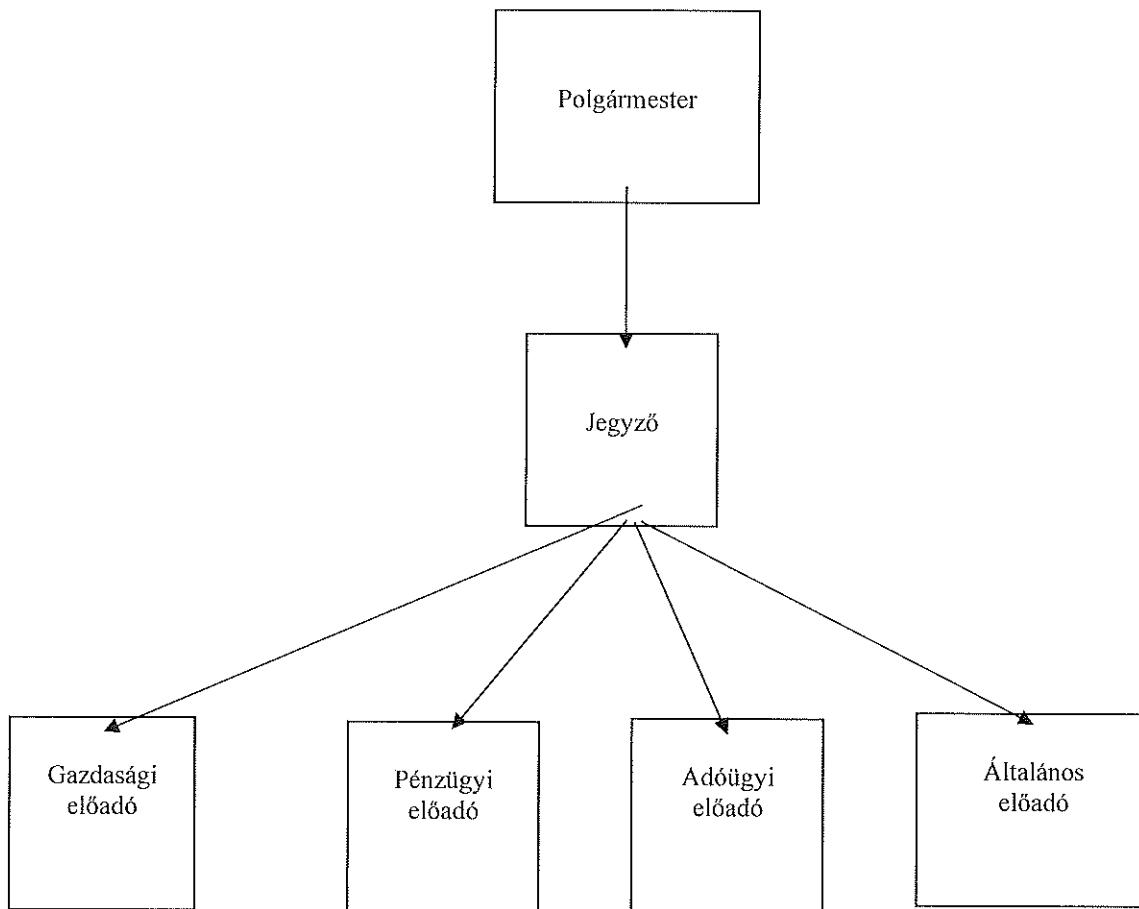 Polgármester
Jegyző
Gazdasági
előadó
Pénzügyi
előadó
Adóügyi
előadó
Általános
előadó